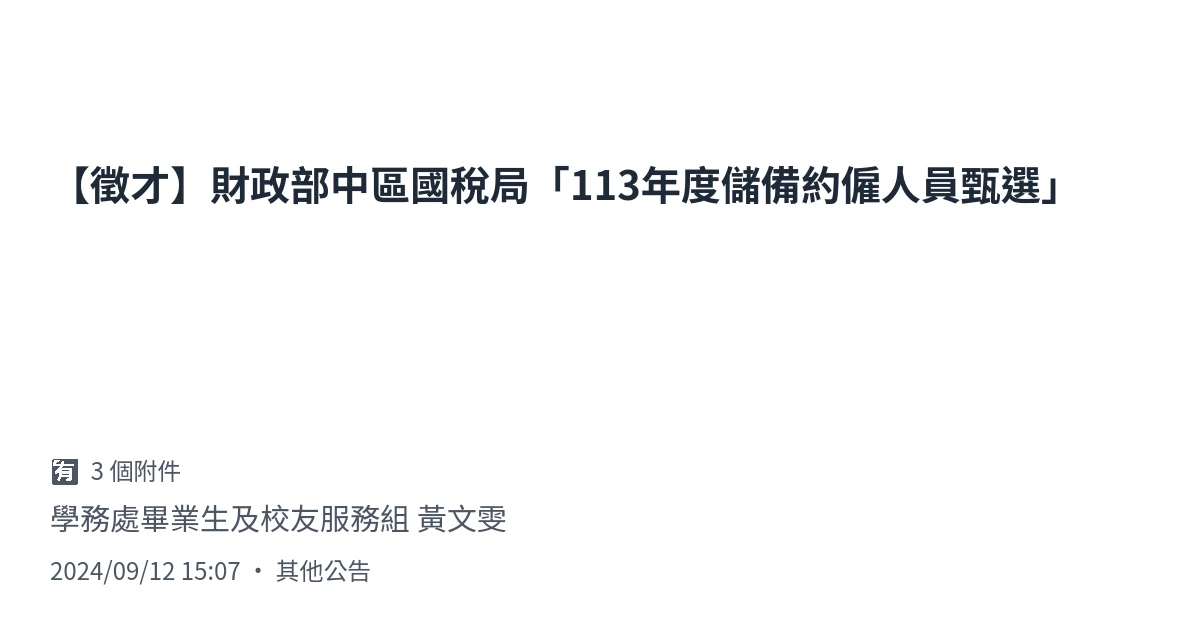 【徵才】財政部中區國稅局「113年度儲備約僱人員甄選」
有 3 個附件
學務處畢業生及校友服務組 黃文雯
2024/09/12 15:07 • 其他公告